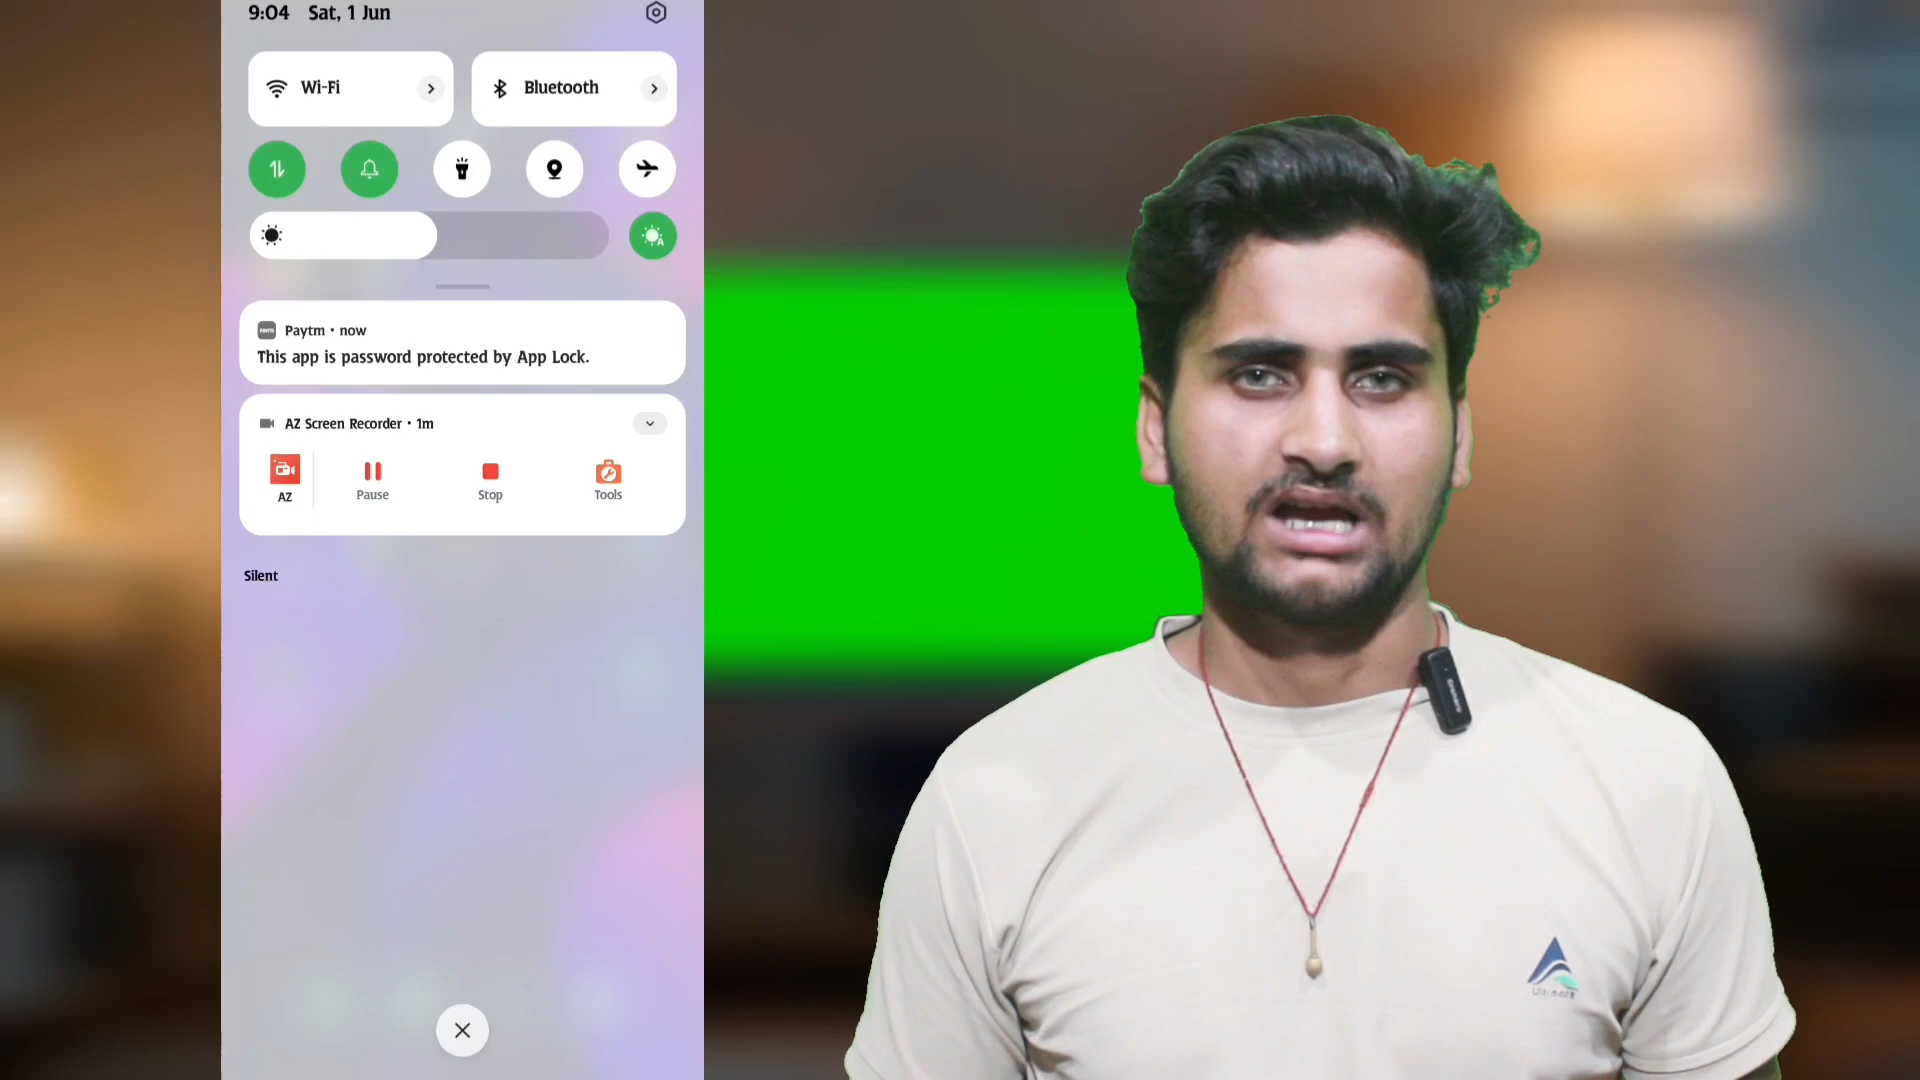 9:04 Sat, 1 Jun
Wi-Fi
Bluetooth
A
Paytm • now
This app is password protected by App Lock.
AZ Screen Recorder • 1m
AZ
Pause
Stop
Tools
Silent
Ultimate